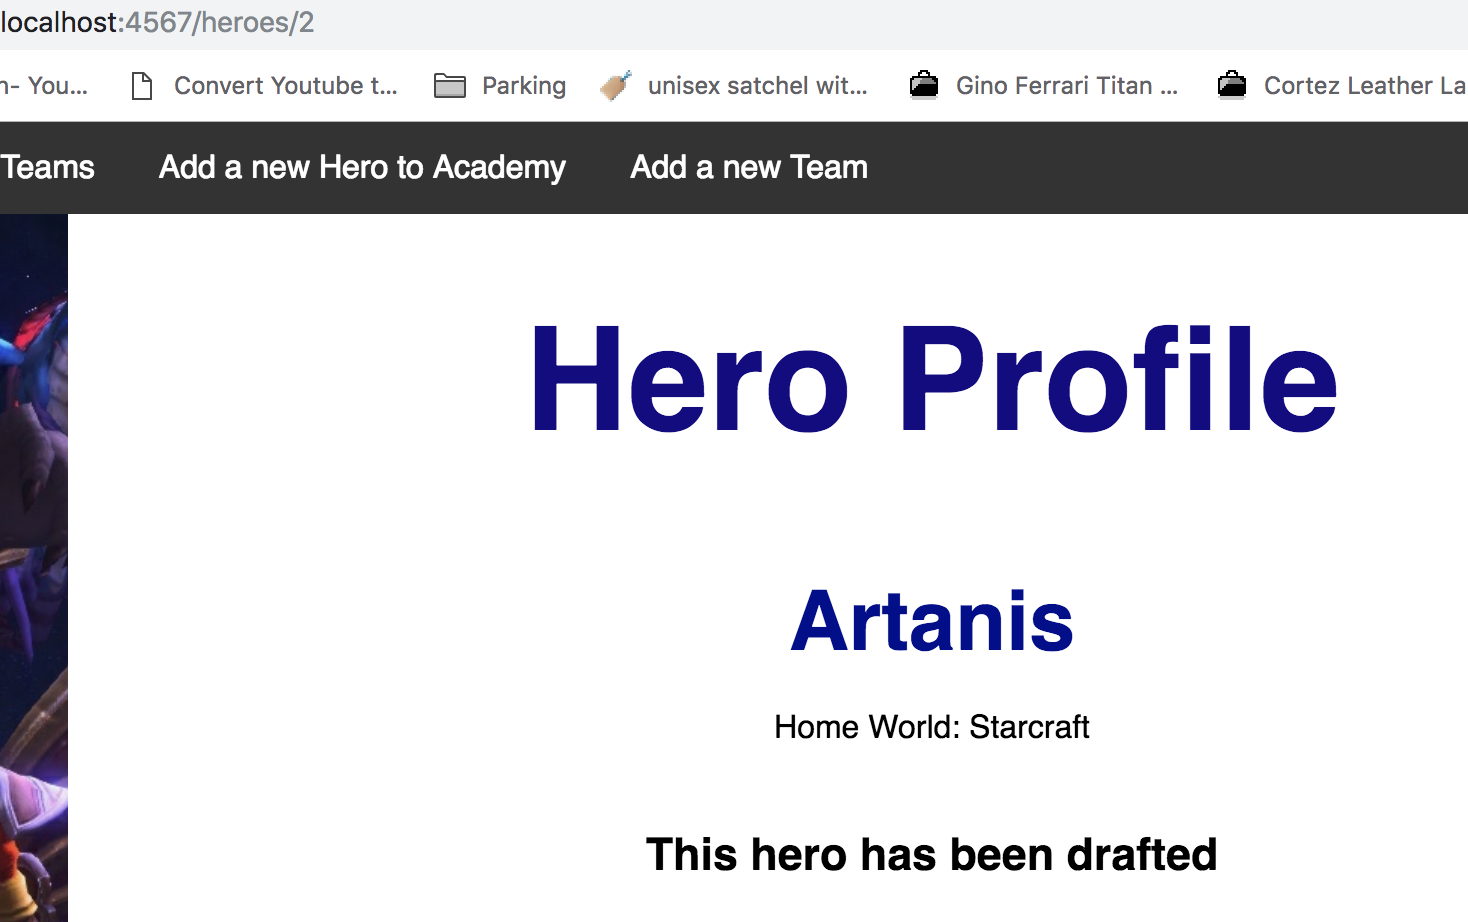 localhost:4567/heroes/2
You... Convert Youtube t... Parking unisex satchel wit... Gino Ferrari Titan ... Cortez Leather La
Teams Add a new Hero to Academy Add a new Team
Hero Profile
Artanis
Home World: Starcraft
This hero has been drafted